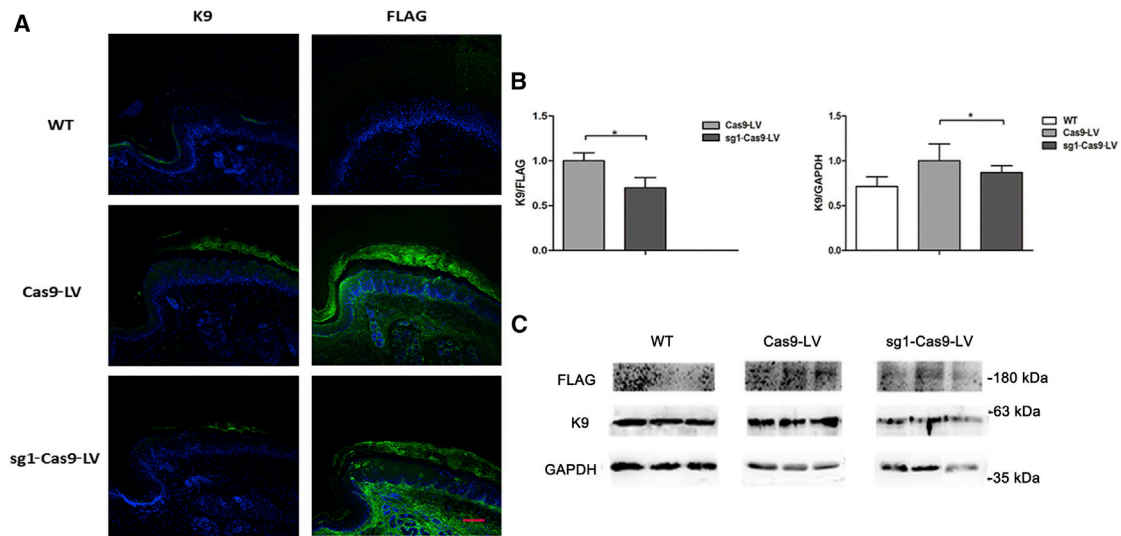 A
K9
FLAG
WT
Cas9-LV
sg1-Cas9-LV
B
1.5
1.0
0.5
0.0
K9/FLAG
*
Cas9-LV
sg1-Cas9-LV
1.5
1.0
0.5
0.0
K9/GAPDH
*
WT
Cas9-LV
sg1-Cas9-LV
C
WT
Cas9-LV
sg1-Cas9-LV
FLAG
-180 kDa
K9
-63 kDa
GAPDH
-35 kDa